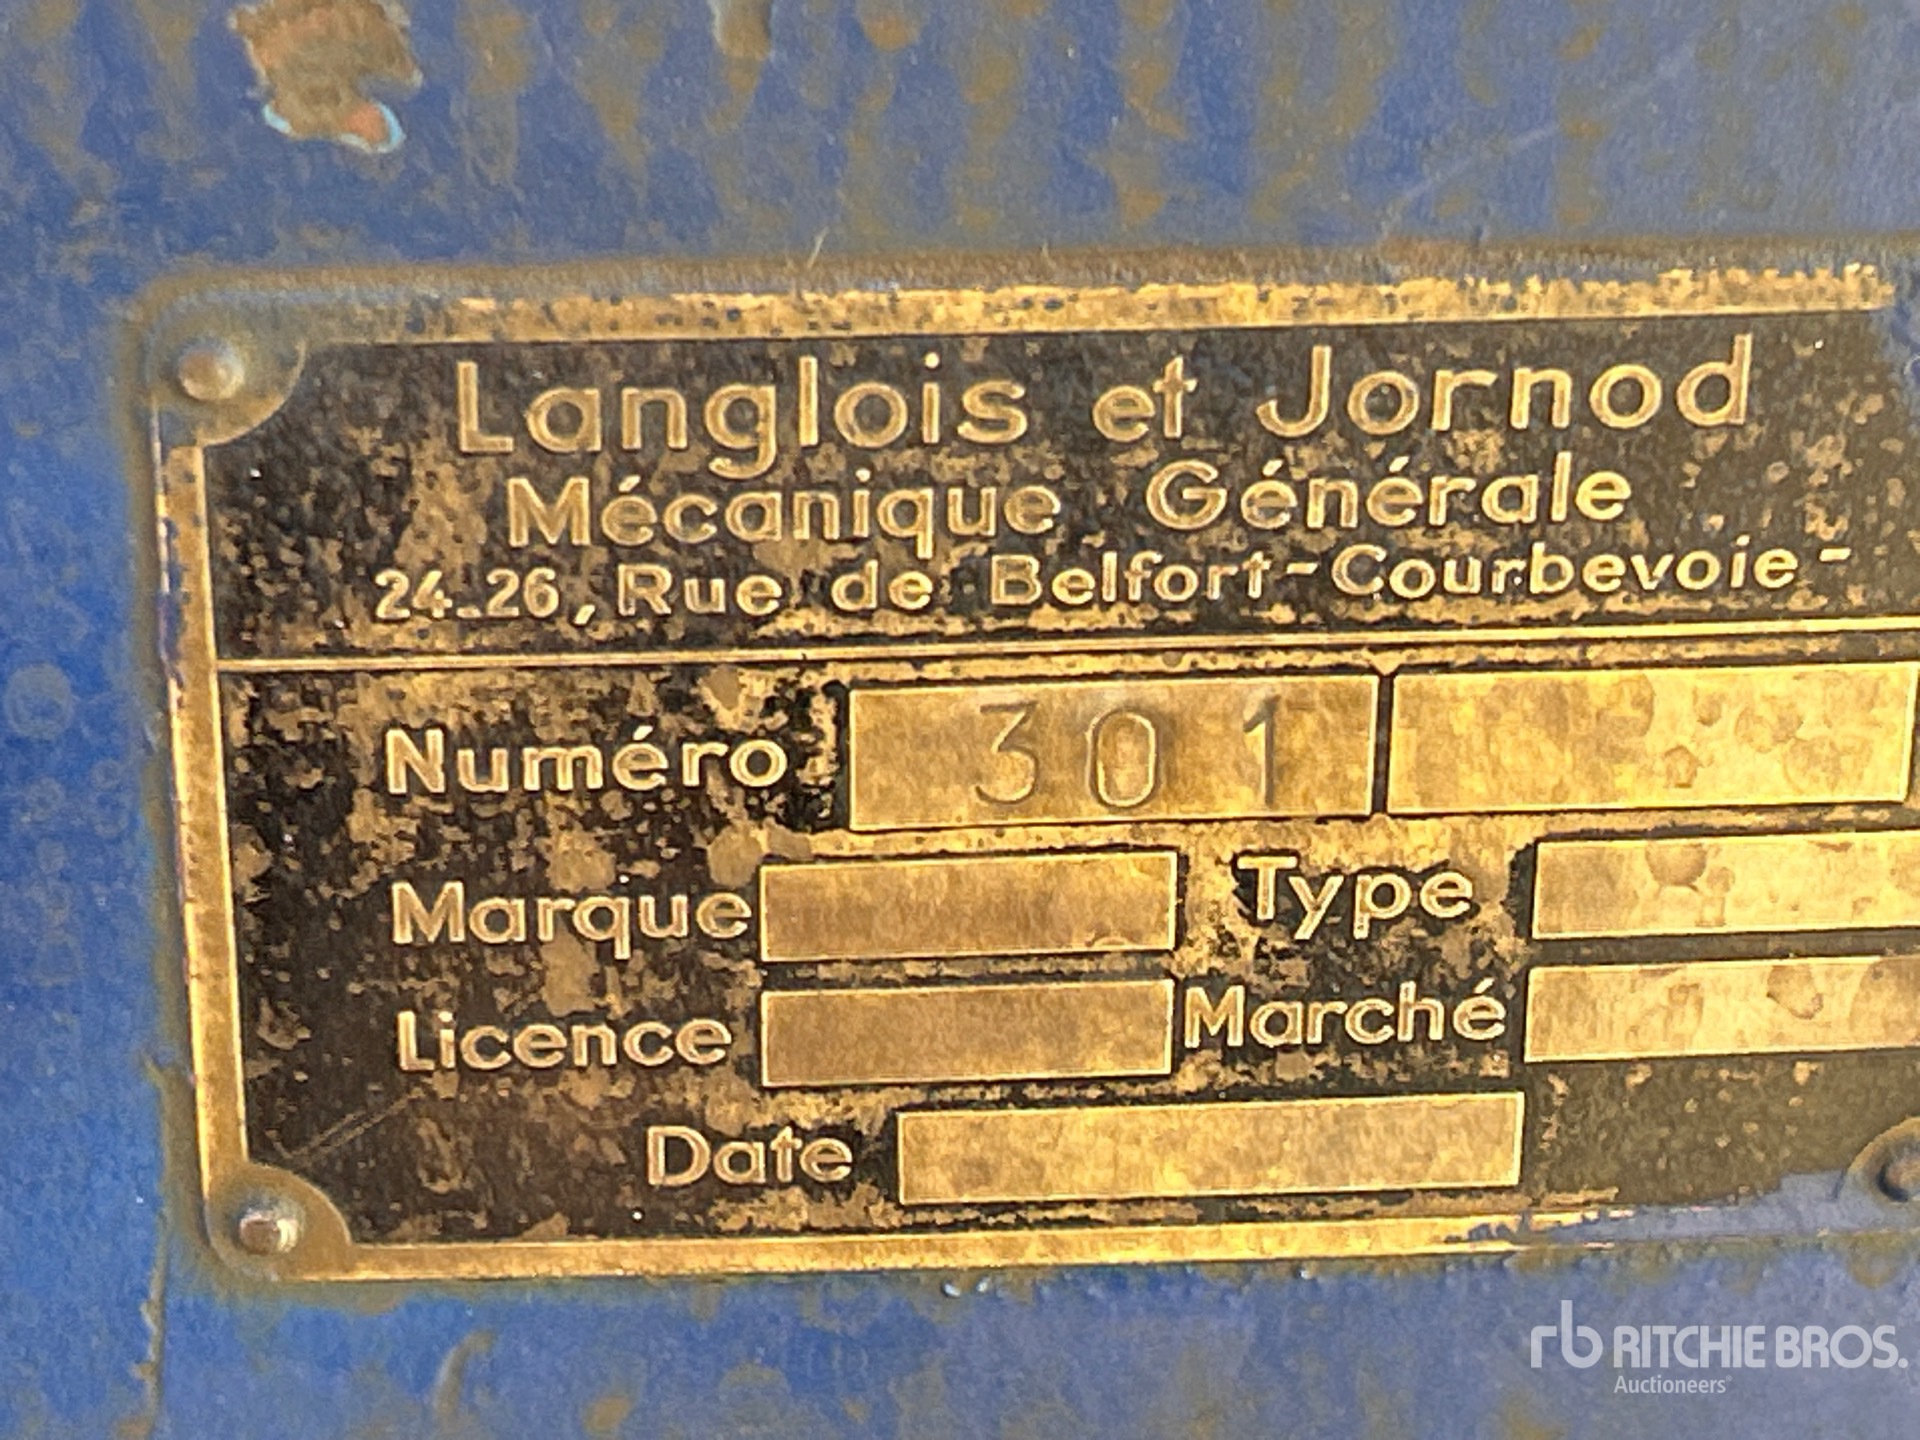 Langlois et Jornod
Mécanique Générale
24-26, Rue de Belfort-Courbevoie-
Numéro 301
Marque Type
Licence Marché
Date
rb RITCHIE BROS.
Auctioneers